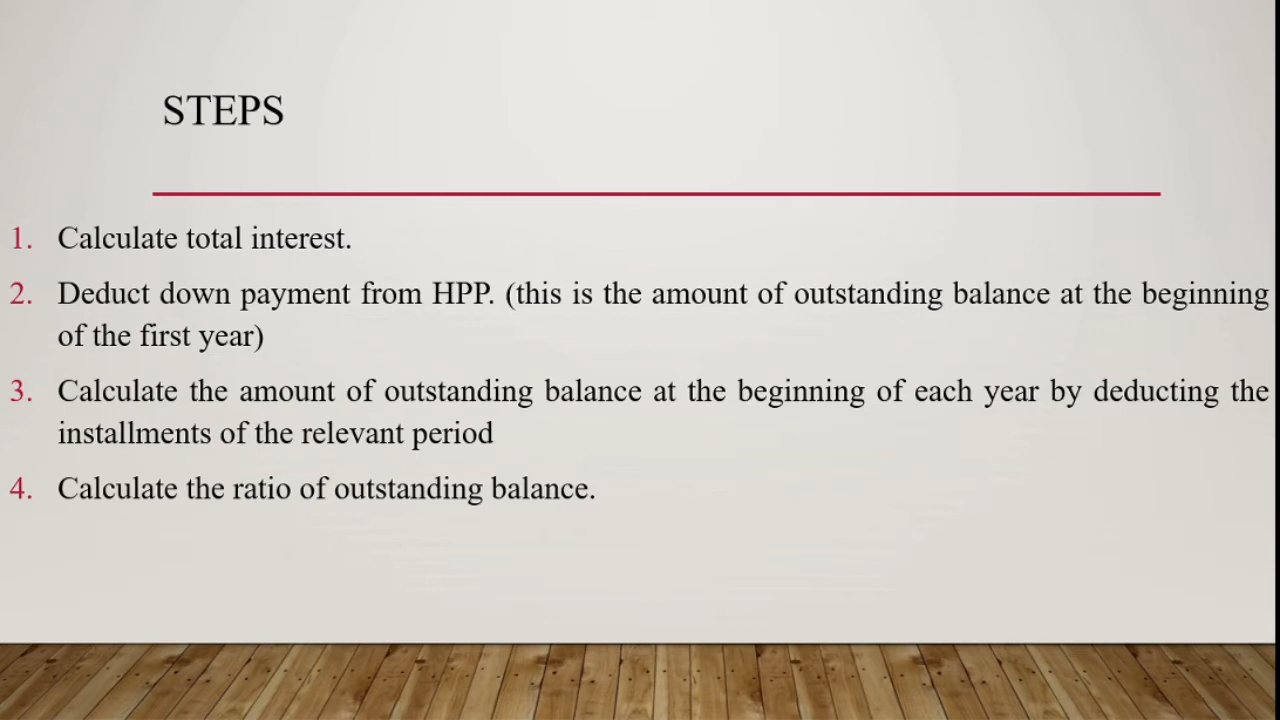 STEPS
1. Calculate total interest.
2. Deduct down payment from HPP. (this is the amount of outstanding balance at the beginning
of the first year)
3. Calculate the amount of outstanding balance at the beginning of each year by deducting the
installments of the relevant period
4. Calculate the ratio of outstanding balance.